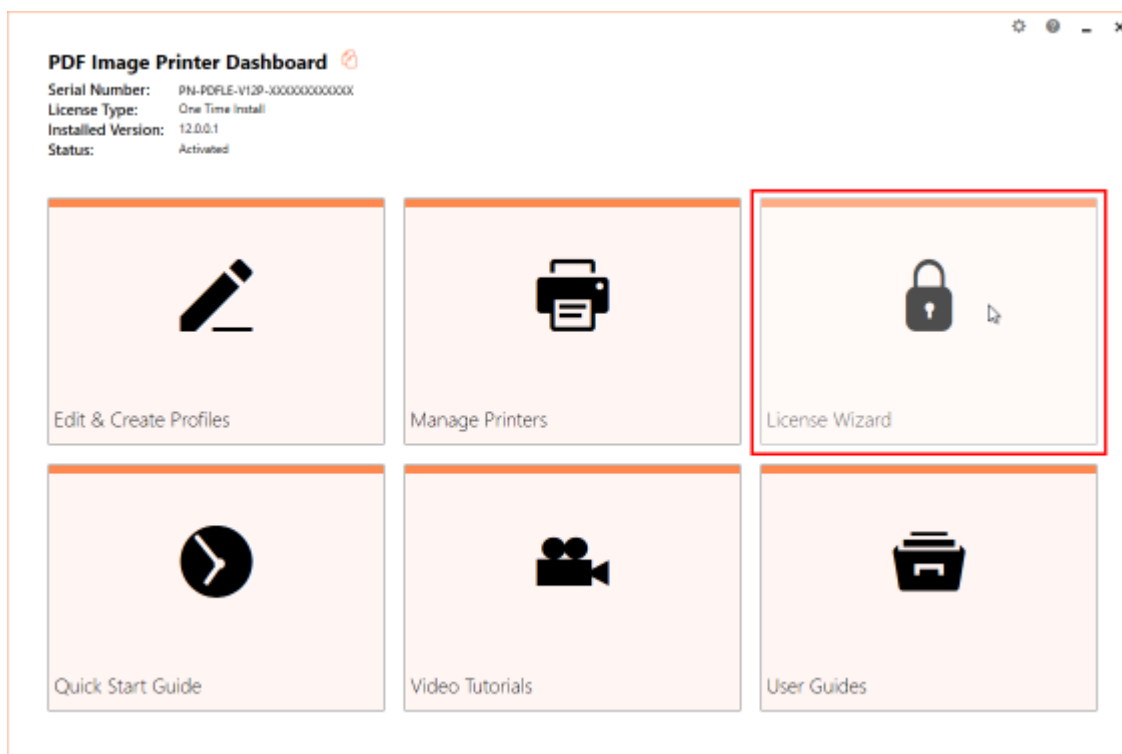 PDF Image Printer Dashboard
Serial Number: PN-PDFLE-V12P-XXXXXXXXXXXX
License Type: One Time Install
Installed Version: 12.0.0.1
Status: Activated
Edit & Create Profiles
Manage Printers
License Wizard
Quick Start Guide
Video Tutorials
User Guides